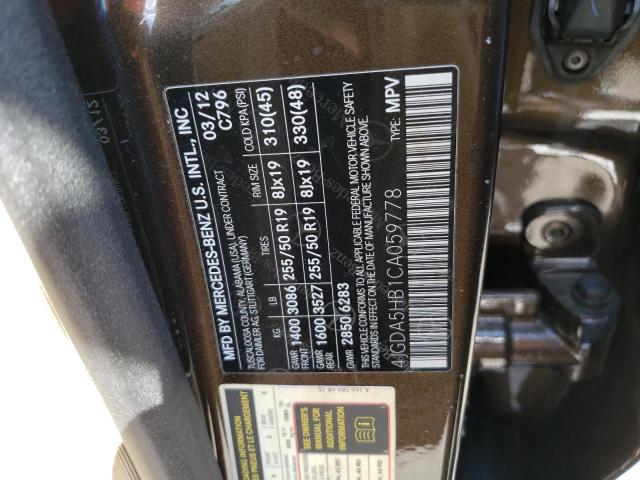 MFD BY MERCEDES-BENZ U.S. INTL., INC
TUSCALOOSA COUNTY, ALABAMA (USA), UNDER CONTRACT
FOR DAIMLER AG, STUTTGART (GERMANY)
03/12
C796
KG LB TIRES RIM SIZE COLD KPA(PSI)
GAWR FRONT 1400 3086 255/50 R19 8Jx19 310(45)
GAWR REAR 1600 3527 255/50 R19 8Jx19 330(48)
GVWR 2850 6283
THIS VEHICLE CONFORMS TO ALL APPLICABLE FEDERAL MOTOR VEHICLE SAFETY
STANDARDS IN EFFECT ON THE DATE OF MANUFACTURE SHOWN ABOVE.
4JGDA5HB1CA059778 TYPE: MPV
LOADING INFORMATION
SEE OWNER'S
MANUAL FOR
ADDITIONAL
INFORMATION